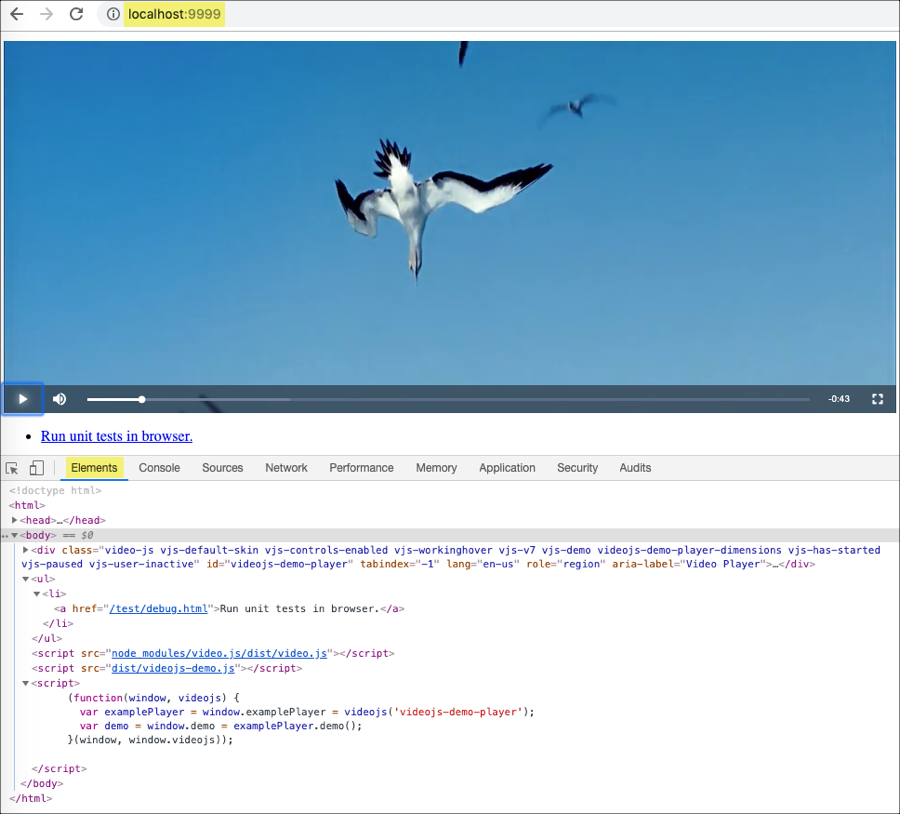 localhost:9999
-0:43
Run unit tests in browser.
Elements Console Sources Network Performance Memory Application Security Audits
<!doctype html>
<html>
<head>…</head>
<body> == $0
<div class="video-js vjs-default-skin vjs-controls-enabled vjs-workinghover vjs-v7 vjs-demo videojs-demo-player-dimensions vjs-has-started
vjs-paused vjs-user-inactive" id="videojs-demo-player" tabindex="-1" lang="en-us" role="region" aria-label="Video Player">…</div>
<ul>
<li>
<a href="/test/debug.html">Run unit tests in browser.</a>
</li>
</ul>
<script src="node_modules/video.js/dist/video.js"></script>
<script src="dist/videojs-demo.js"></script>
<script>
(function(window, videojs) {
var examplePlayer = window.examplePlayer = videojs('videojs-demo-player');
var demo = window.demo = examplePlayer.demo();
}(window, window.videojs));
</script>
</body>
</html>